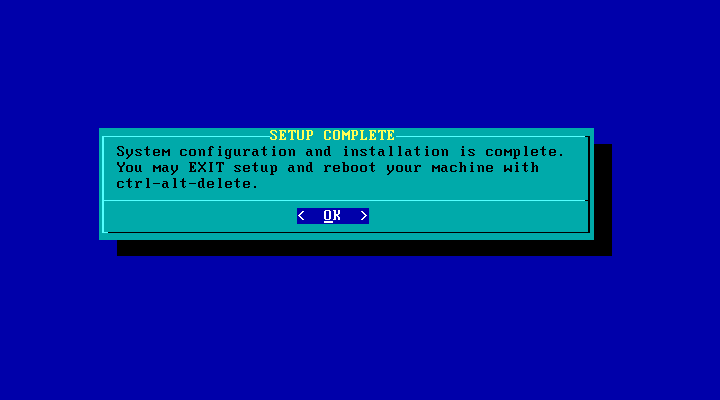 SETUP COMPLETE
System configuration and installation is complete.
You may EXIT setup and reboot your machine with
ctrl-alt-delete.
<  OK  >